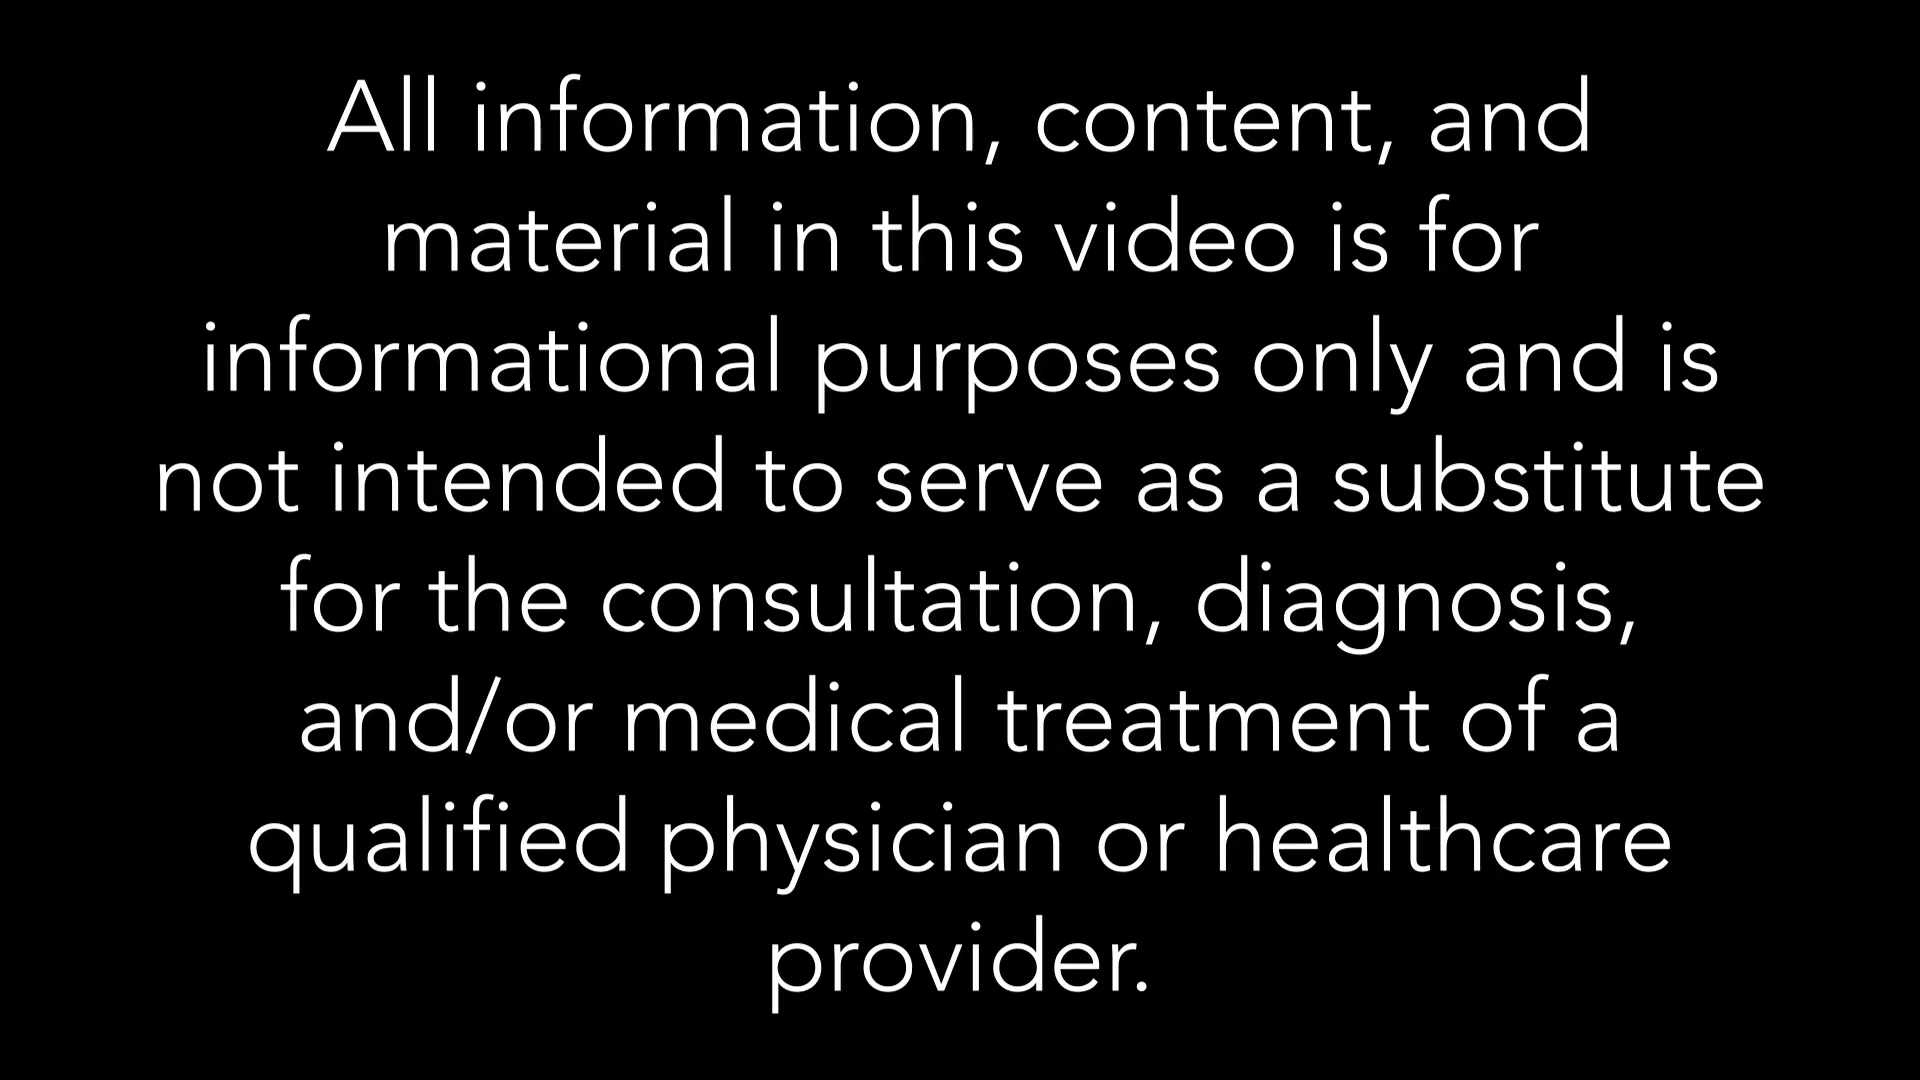 All information, content, and
material in this video is for
informational purposes only and is
not intended to serve as a substitute
for the consultation, diagnosis,
and/or medical treatment of a
qualified physician or healthcare
provider.